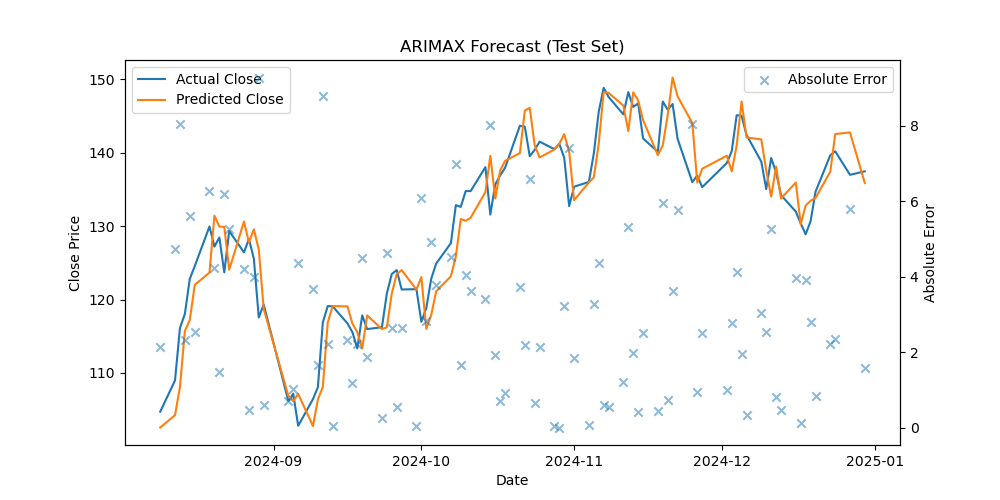 ARIMAX Forecast (Test Set)
Actual Close
Predicted Close
Absolute Error
Close Price
150
140
130
120
110
8
6
4
2
0
Absolute Error
2024-09
2024-10
2024-11
2024-12
2025-01
Date